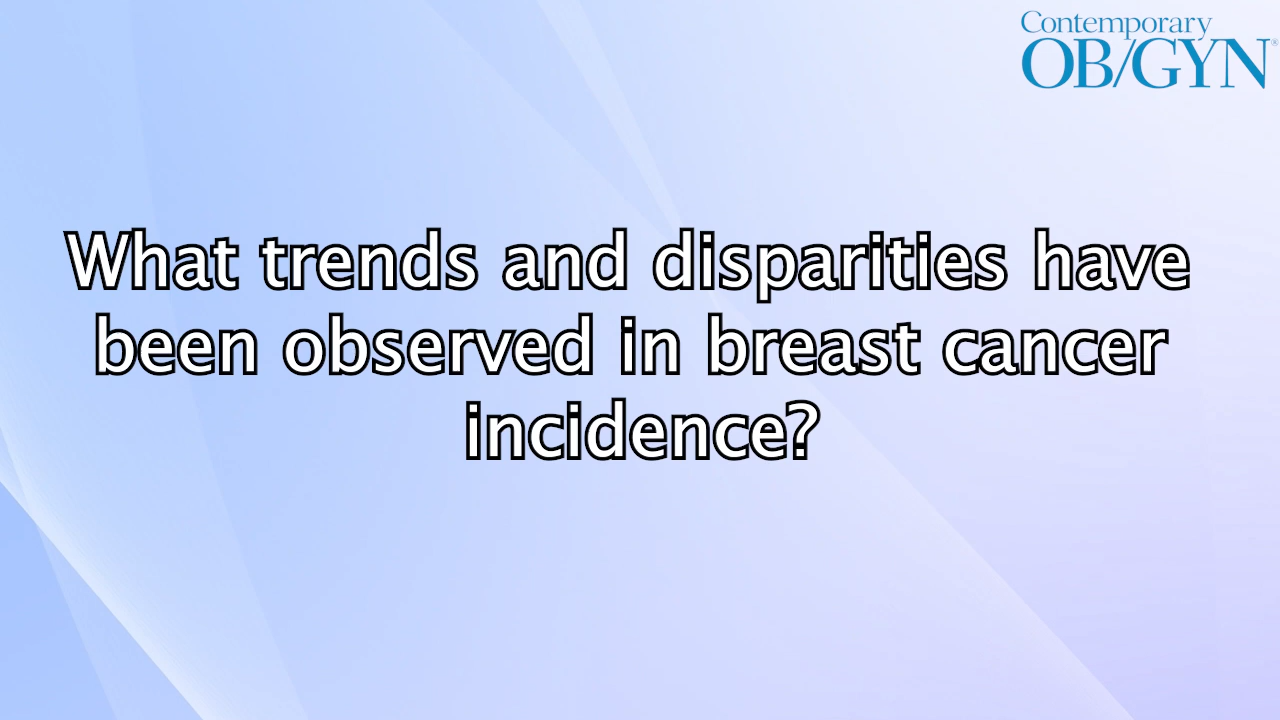 Contemporary
OB/GYN®
What trends and disparities have
been observed in breast cancer
incidence?